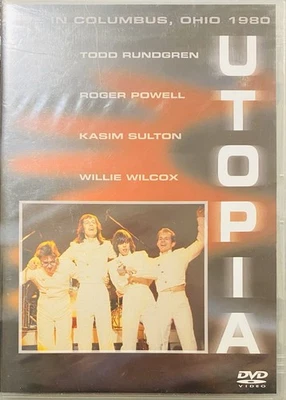 IN COLUMBUS, OHIO 1980
TODD RUNDGREN
ROGER POWELL
KASIM SULTON
WILLIE WILCOX
UTOPIA
DVD
VIDEO